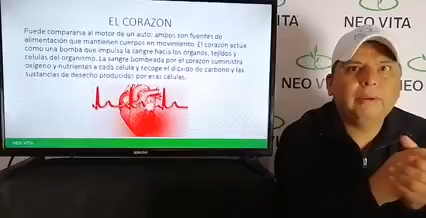 EL CORAZON
Puede compararse al motor de un auto, ambos son fuentes de
alimentación que mantienen cuerpos en movimiento. El corazón actúa
como una bomba que impulsa la sangre hacia los órganos, tejidos y
células del organismo. La sangre bombeada por el corazón suministra
oxígeno y nutrientes a cada célula y recoge el dióxido de carbono y las
sustancias de desecho producidas por esas células.
NEO VITA
NEO VITA
NEO VITA
NEO